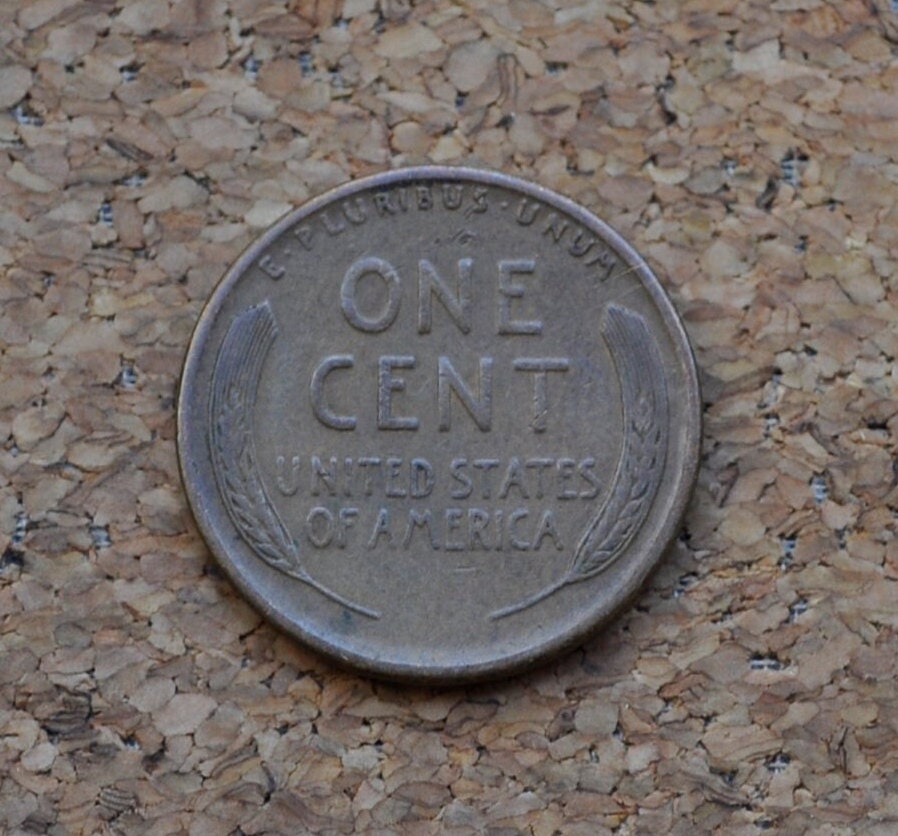 E·PLURIBUS·UNUM
ONE
CENT
UNITED STATES
OF AMERICA